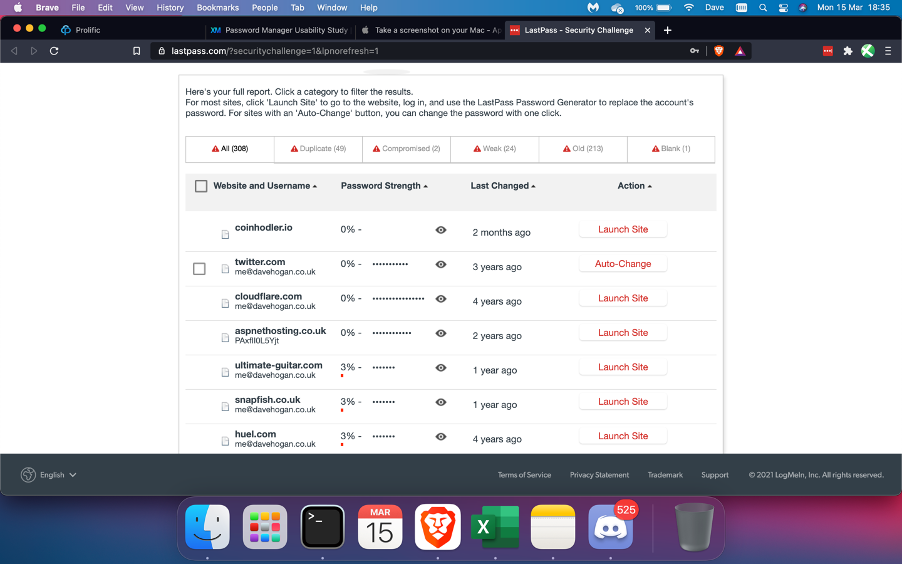 Brave File Edit View History Bookmarks People Tab Window Help 100% Dave Mon 15 Mar 18:35
Prolific Password Manager Usability Study Take a screenshot on your Mac - Ap LastPass - Security Challenge
lastpass.com/?securitychallenge=1&lpnorefresh=1
Here's your full report. Click a category to filter the results.
For most sites, click 'Launch Site' to go to the website, log in, and use the LastPass Password Generator to replace the account's
password. For sites with an 'Auto-Change' button, you can change the password with one click.
All (308) Duplicate (49) Compromised (2) Weak (24) Old (213) Blank (1)
Website and Username Password Strength Last Changed Action
coinhodler.io 0% - 2 months ago Launch Site
twitter.com 0% - ••••••••••• 3 years ago Auto-Change
me@davehogan.co.uk
cloudflare.com 0% - •••••••••••••••• 4 years ago Launch Site
me@davehogan.co.uk
aspnethosting.co.uk 0% - •••••••••••• 2 years ago Launch Site
ultimate-guitar.com 3% - ••••••• 1 year ago Launch Site
me@davehogan.co.uk
snapfish.co.uk 3% - ••••••• 1 year ago Launch Site
me@davehogan.co.uk
huel.com 3% - ••••••• 4 years ago Launch Site
me@davehogan.co.uk
English Terms of Service Privacy Statement Trademark Support © 2021 LogMeIn, Inc. All rights reserved.
MAR
15
X
525